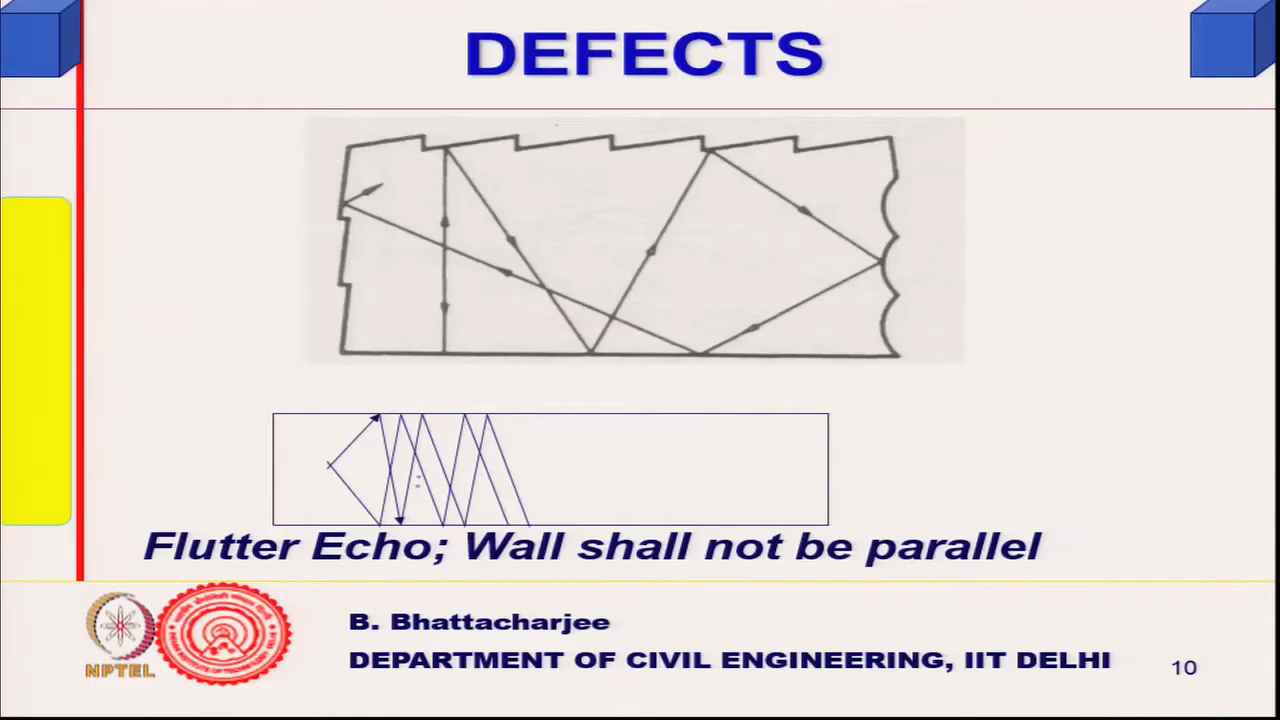 DEFECTS
Flutter Echo; Wall shall not be parallel
B. Bhattacharjee
DEPARTMENT OF CIVIL ENGINEERING, IIT DELHI
NPTEL
10